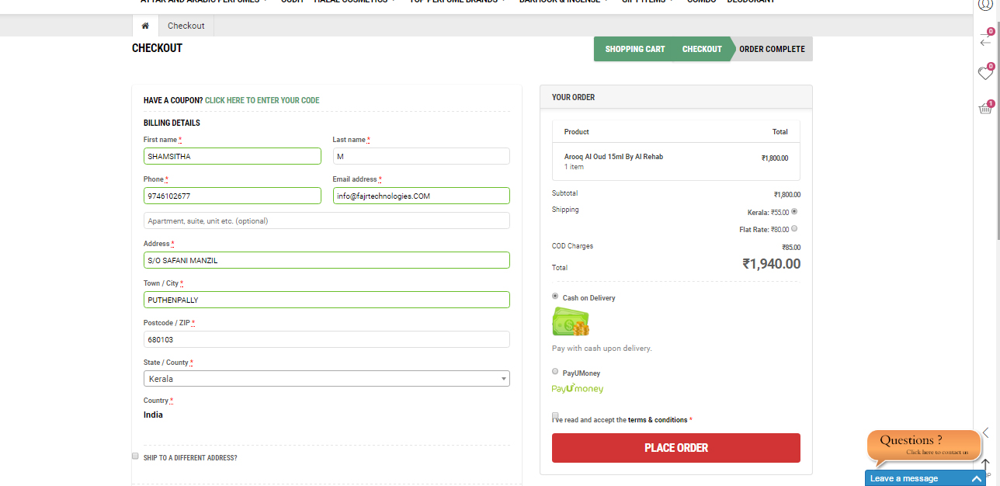 ATTAR AND ARABIC PERFUMES OUDH HALAL COSMETICS TOP PERFUME BRANDS BAKHOOR & INCENSE GIFT ITEMS COMBO DEODORANT
Checkout
CHECKOUT
SHOPPING CART CHECKOUT ORDER COMPLETE
0
0
1
HAVE A COUPON? CLICK HERE TO ENTER YOUR CODE
BILLING DETAILS
First name *
Last name *
SHAMSITHA
M
Phone *
Email address *
9746102677
info@fajrtechnologies.COM
Apartment, suite, unit etc. (optional)
Address *
S/O SAFANI MANZIL
Town / City *
PUTHENPALLY
Postcode / ZIP *
680103
State / County *
Kerala
Country *
India
SHIP TO A DIFFERENT ADDRESS?
YOUR ORDER
Product Total
Arooq Al Oud 15ml By Al Rehab ₹1,800.00
1 item
Subtotal ₹1,800.00
Shipping Kerala: ₹55.00
Flat Rate: ₹80.00
COD Charges ₹85.00
Total ₹1,940.00
Cash on Delivery
Pay with cash upon delivery.
PayUMoney
PayUmoney
I've read and accept the terms & conditions *
PLACE ORDER
Questions ?
Click here to contact us
Leave a message